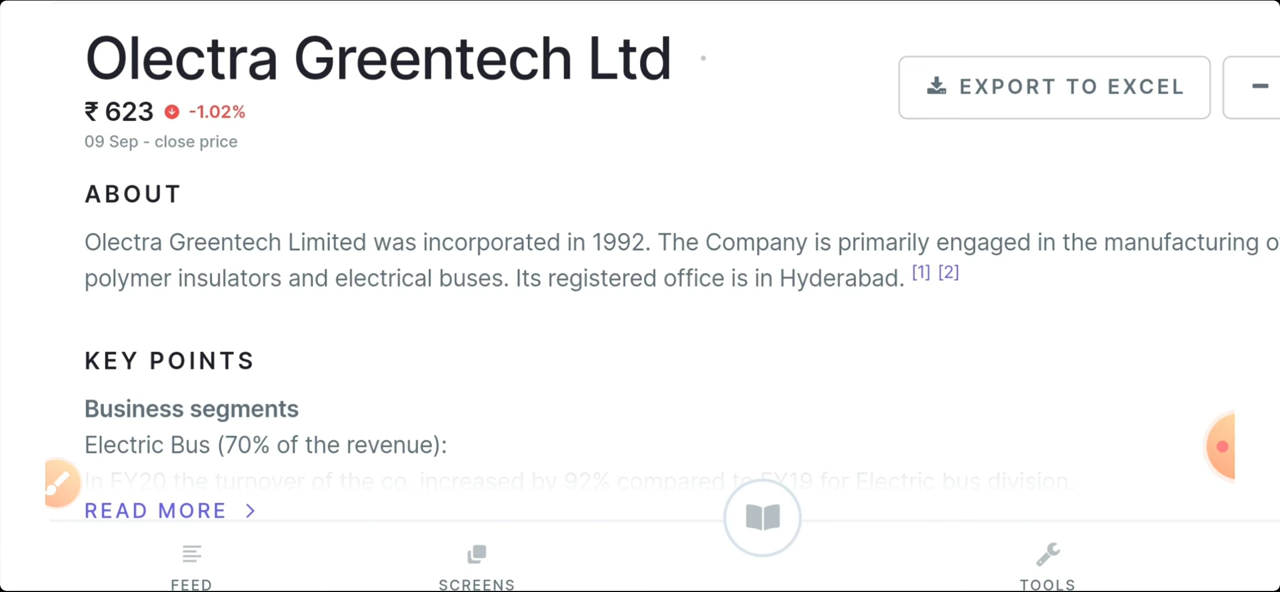 Olectra Greentech Ltd
EXPORT TO EXCEL
₹ 623 -1.02%
09 Sep - close price
ABOUT
Olectra Greentech Limited was incorporated in 1992. The Company is primarily engaged in the manufacturing o
polymer insulators and electrical buses. Its registered office is in Hyderabad. [1] [2]
KEY POINTS
Business segments
Electric Bus (70% of the revenue):
In FY20 the turnover of the co. increased by 92% compared to FY19 for Electric bus division.
READ MORE
FEED
SCREENS
TOOLS